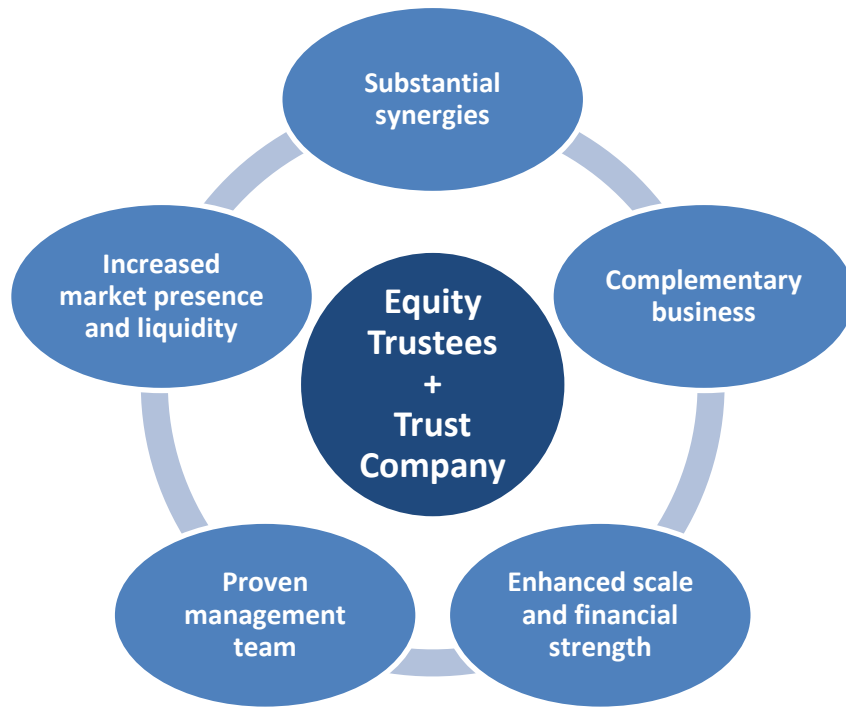 Substantial
synergies
Complementary
business
Enhanced scale
and financial
strength
Proven
management
team
Increased
market presence
and liquidity
Equity
Trustees
+
Trust
Company